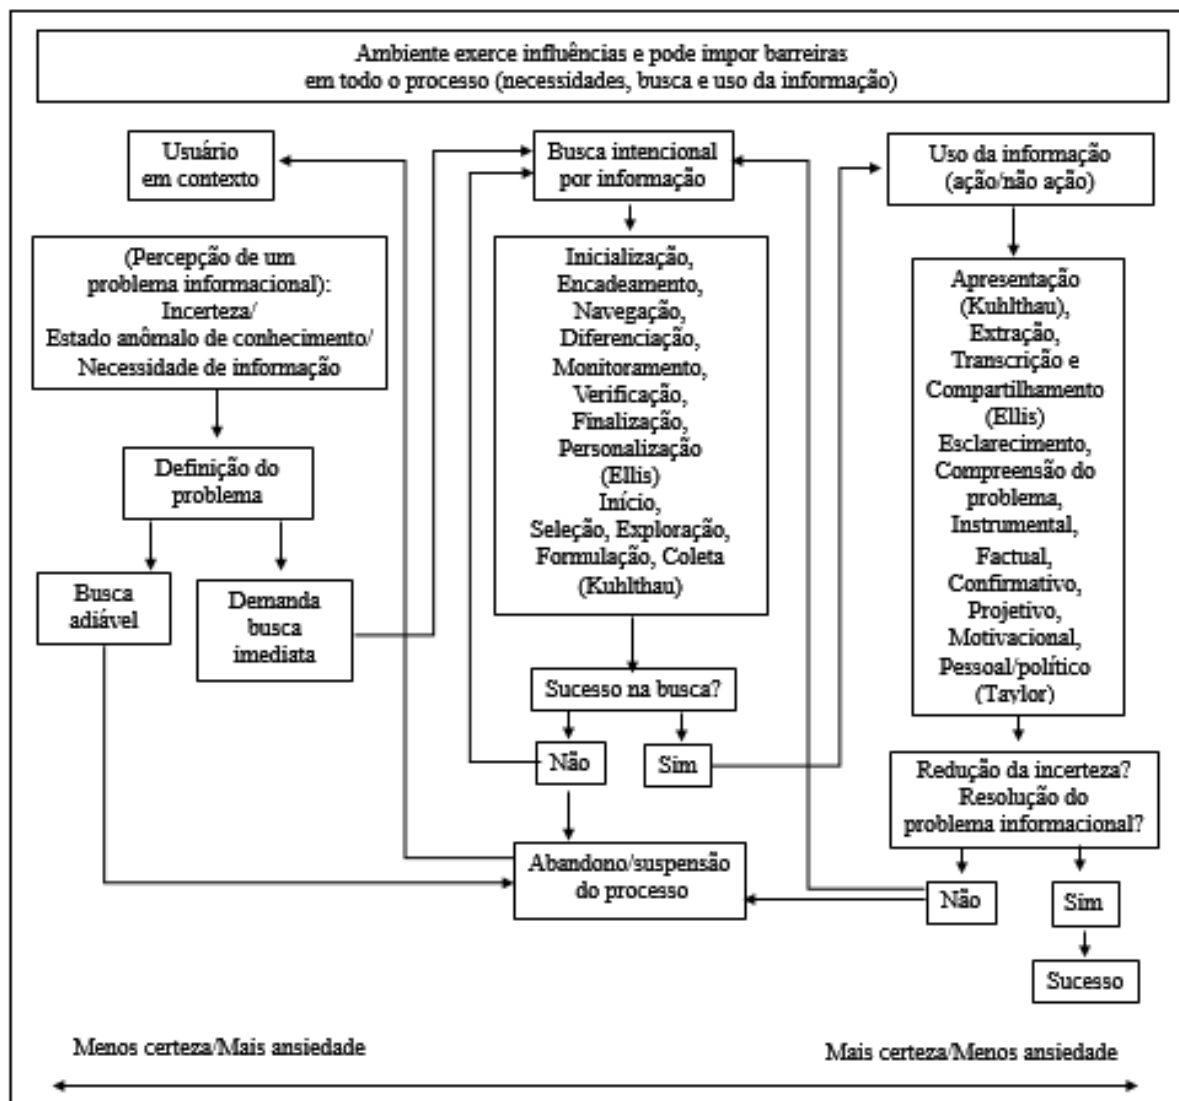 Ambiente exerce influências e pode impor barreiras
em todo o processo (necessidades, busca e uso da informação)
Usuário
em contexto
(Percepção de um
problema informacional):
Incerteza/
Estado anômalo de conhecimento/
Necessidade de informação
Definição do
problema
Busca
adiável
Demanda
busca
imediata
Busca intencional
por informação
Inicialização,
Encadeamento,
Navegação,
Diferenciação,
Monitoramento,
Verificação,
Finalização,
Personalização
(Ellis)
Início,
Seleção, Exploração,
Formulação, Coleta
(Kuhlthau)
Sucesso na busca?
Não
Sim
Abandono/suspensão
do processo
Uso da informação
(ação/não ação)
Apresentação
(Kuhlthau),
Extração,
Transcrição e
Compartilhamento
(Ellis)
Esclarecimento,
Compreensão do
problema,
Instrumental,
Factual,
Confirmativo,
Projetivo,
Motivacional,
Pessoal/político
(Taylor)
Redução da incerteza?
Resolução do
problema informacional?
Não
Sim
Sucesso
Menos certeza/Mais ansiedade
Mais certeza/Menos ansiedade